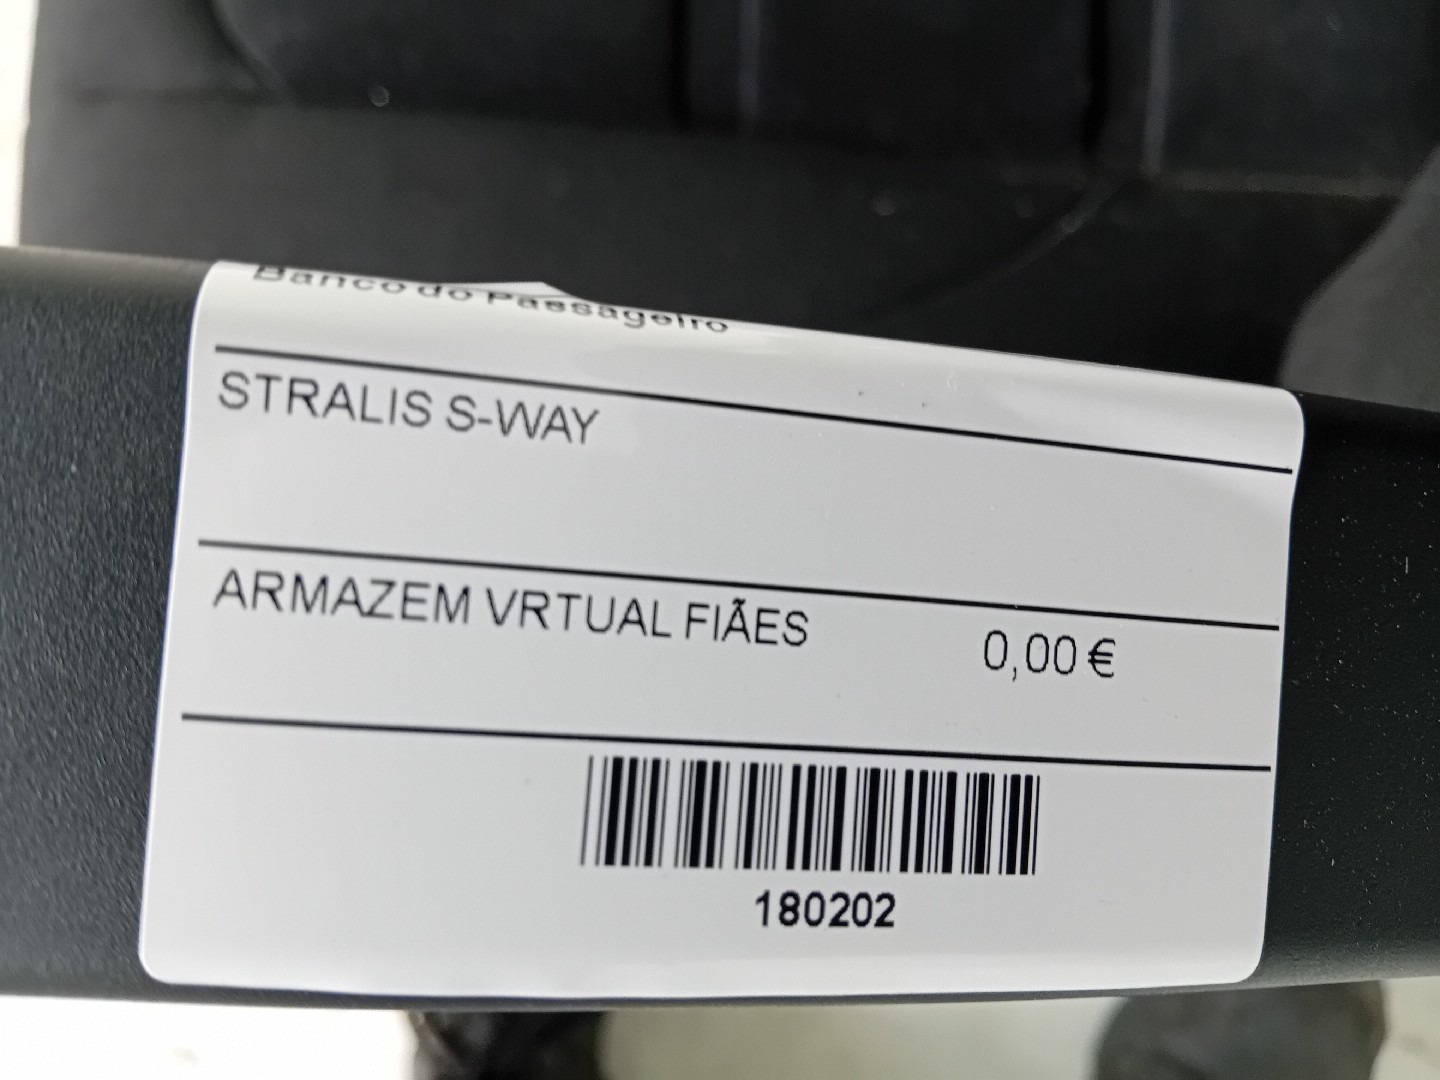 Banco do Passageiro
STRALIS S-WAY
ARMAZEM VRTUAL FIÃES 0,00 €
180202